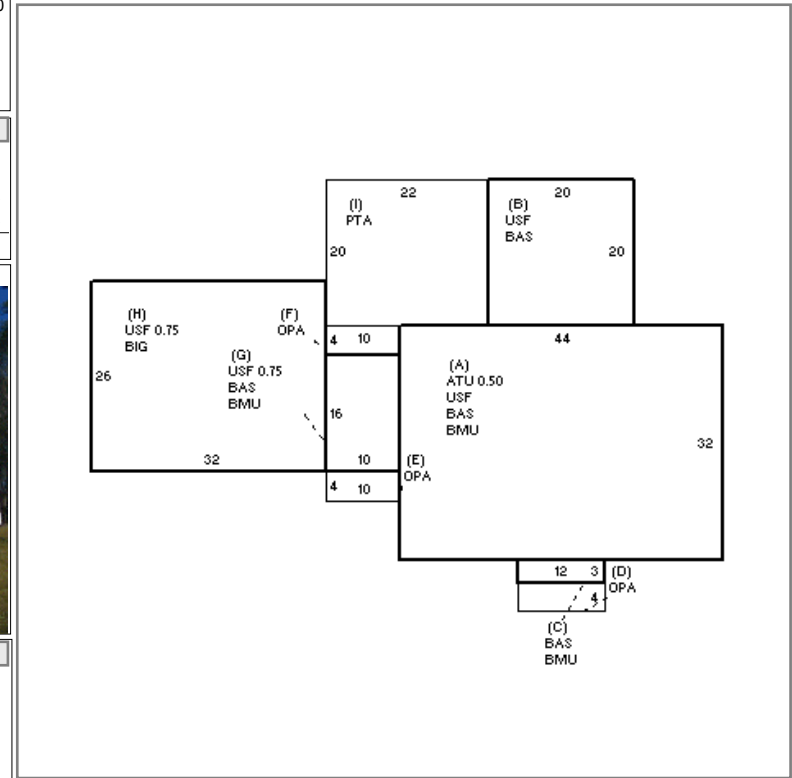 22
(I)
PTA
20
20
(B)
USF
BAS
20
(H)
USF 0.75
BIG
26
32
(F)
OPA
4 10
(G)
USF 0.75
BAS
BMU
16
10
4 10
(E)
OPA
44
(A)
ATU 0.50
USF
BAS
BMU
32
12 3
(D)
OPA
4
(C)
BAS
BMU